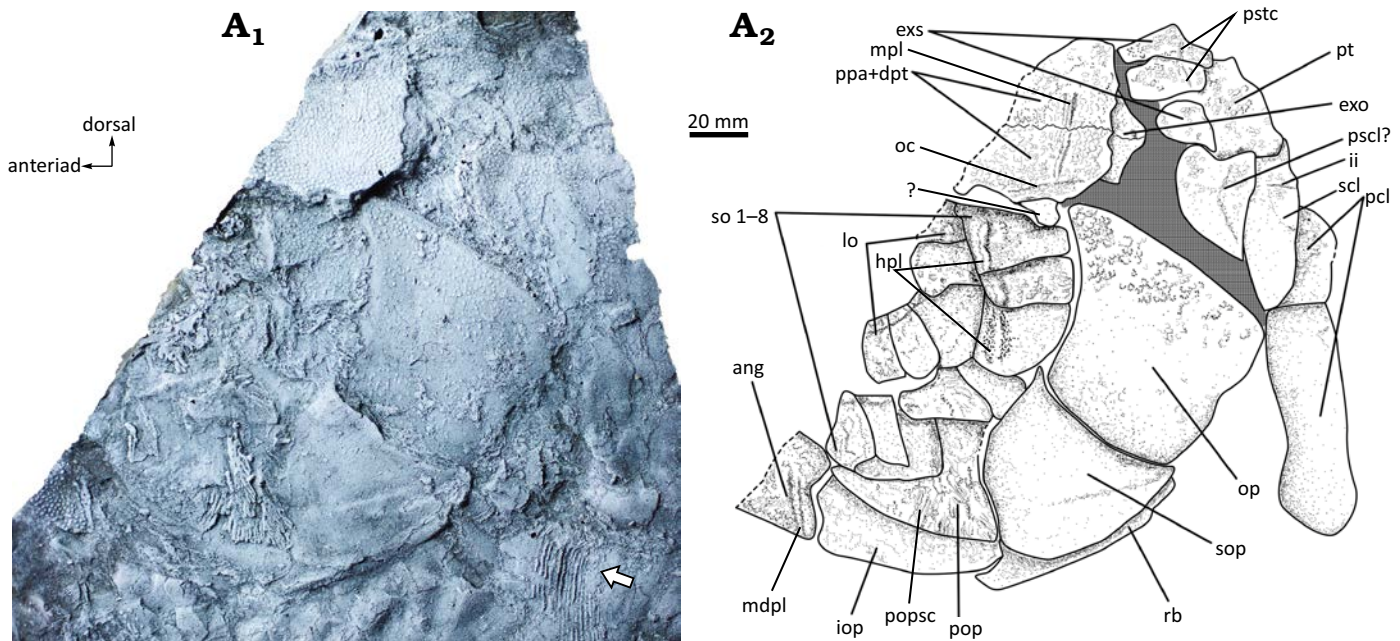 A1
dorsal
anteriad
A2
20 mm
exs
mpl
ppa+dpt
oc
?
so 1–8
lo
hpl
ang
mdpl
iop
popsc
pop
rb
sop
op
pstc
pt
exo
pscl?
ii
scl
pcl